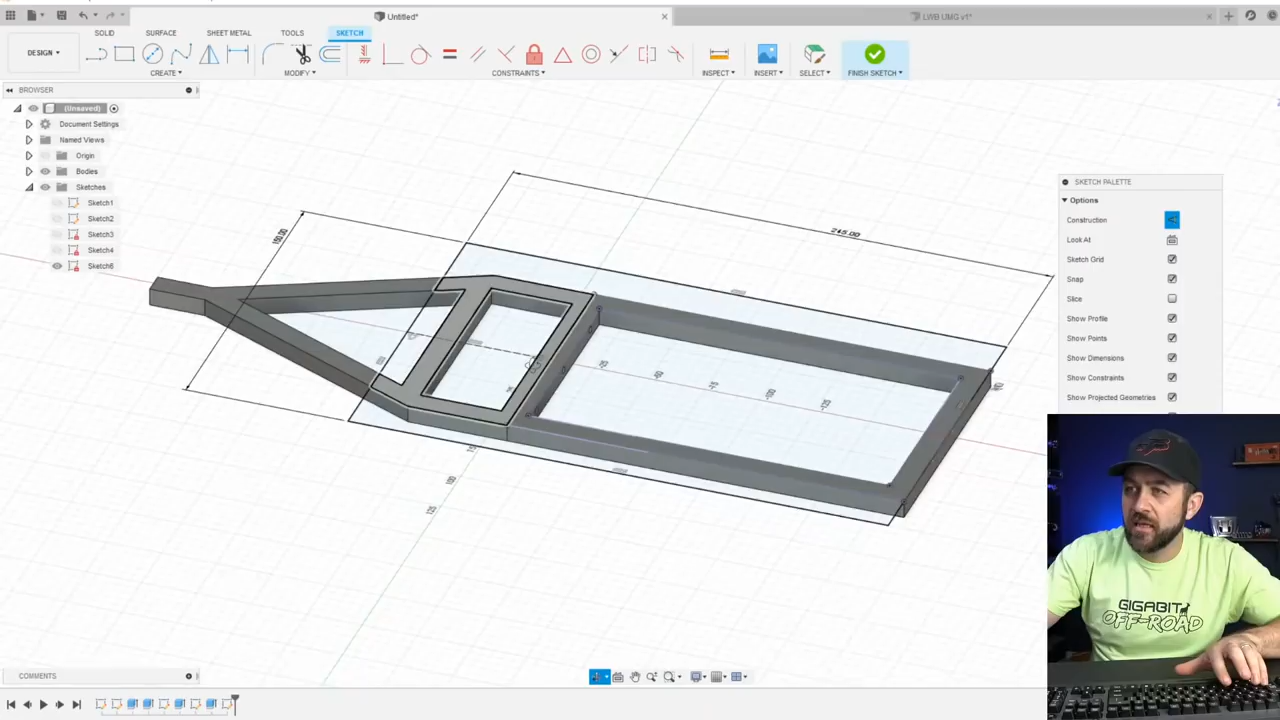 Untitled*
LWB UMG v1*
DESIGN
SOLID
SURFACE
SHEET METAL
TOOLS
SKETCH
CREATE
MODIFY
CONSTRAINTS
INSPECT
INSERT
SELECT
FINISH SKETCH
BROWSER
(Unsaved)
Document Settings
Named Views
Origin
Bodies
Sketches
Sketch1
Sketch2
Sketch3
Sketch4
Sketch6
245.00
SKETCH PALETTE
Options
Construction
Look At
Sketch Grid
Snap
Slice
Show Profile
Show Points
Show Dimensions
Show Constraints
Show Projected Geometries
100
125
GIGABIT
OFF-ROAD
COMMENTS